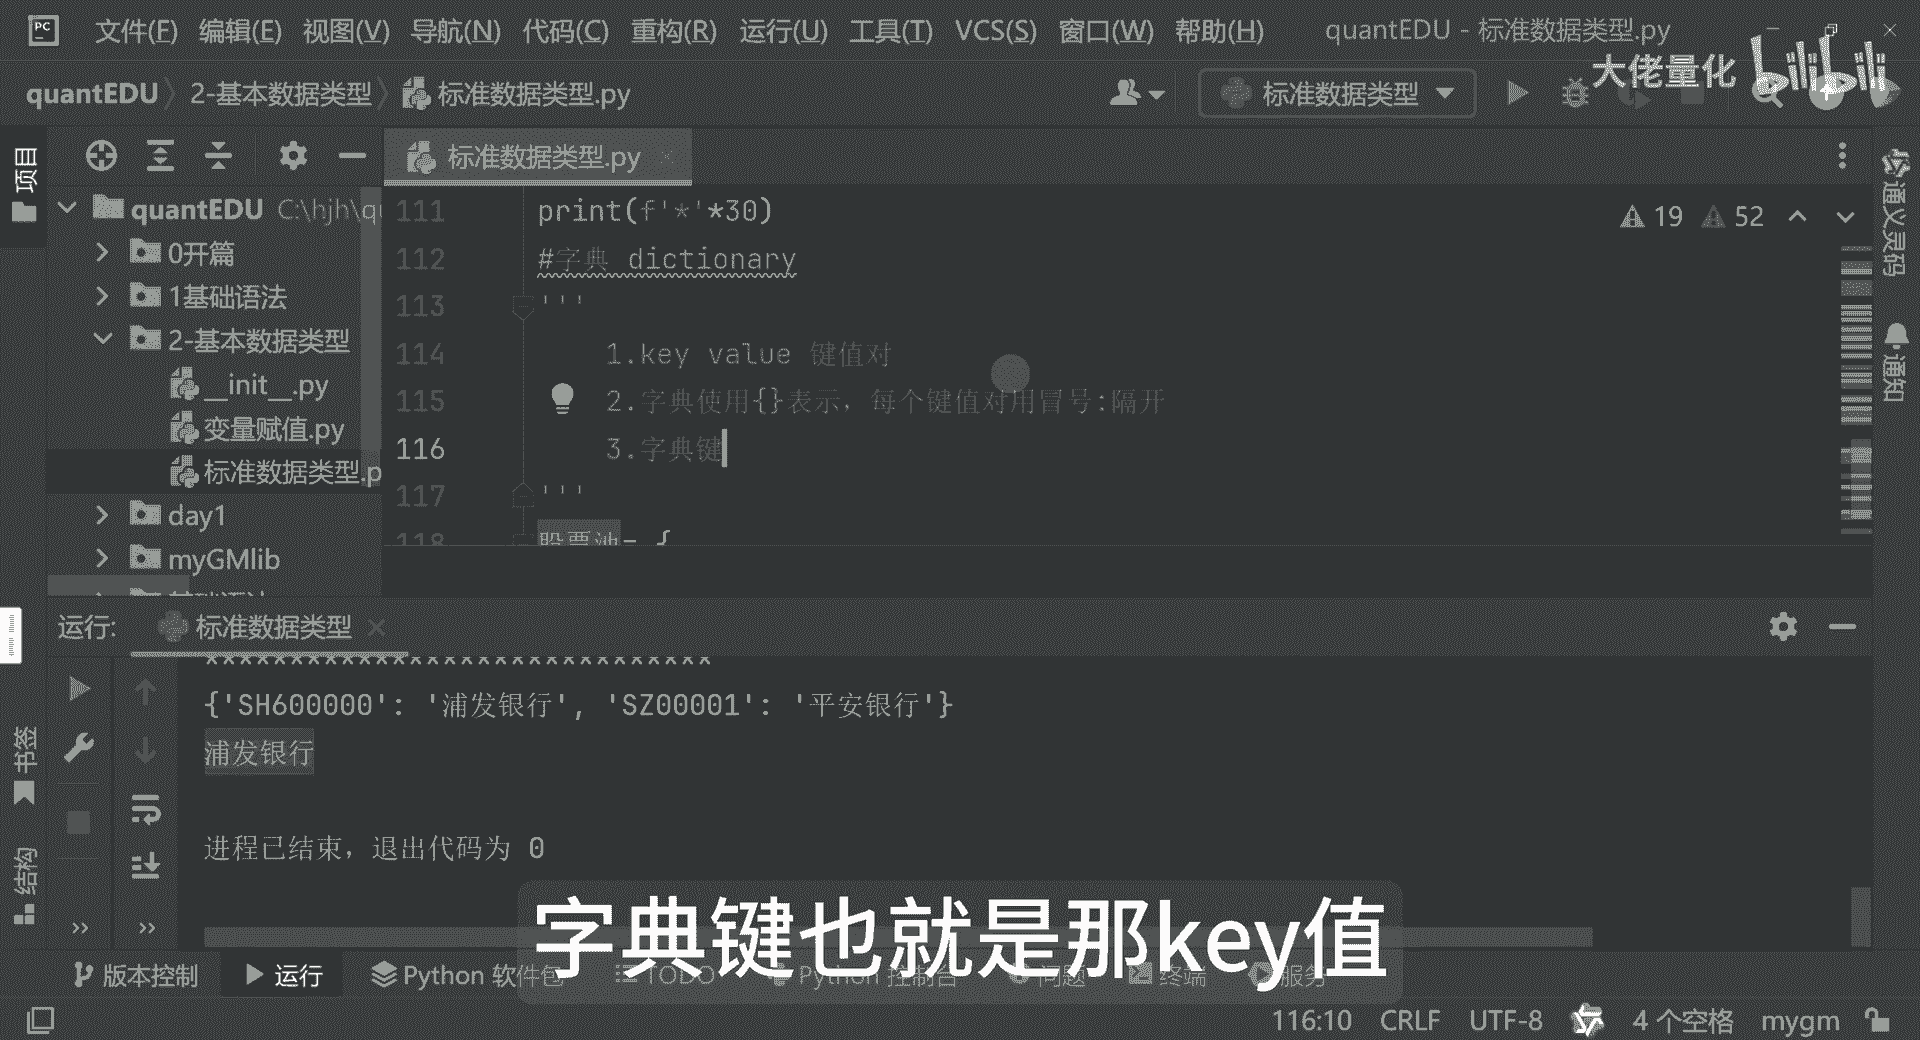 文件(F) 编辑(E) 视图(V) 导航(N) 代码(C) 重构(R) 运行(U) 工具(T) VCS(S) 窗口(W) 帮助(H) quantEDU - 标准数据类型.py
大佬量化 bilibili
quantEDU 2-基本数据类型 标准数据类型.py 标准数据类型
项目
标准数据类型.py
quantEDU C:\hjh\q
0开篇
1基础语法
2-基本数据类型
__init__.py
变量赋值.py
标准数据类型.p
day1
myGMlib
111 print(f'*'*30)
112 #字典 dictionary
113 '''
114 1.key value 键值对
115 2.字典使用{}表示，每个键值对用冒号:隔开
116 3.字典键
117 '''
118 股票池= {
19 52
通义灵码
通知
运行: 标准数据类型
******************************
{'SH600000': '浦发银行', 'SZ00001': '平安银行'}
浦发银行
进程已结束，退出代码为 0
书签
结构
字典键也就是那key值
版本控制 运行 Python 软件包 TODO Python 控制台 问题 终端 服务
116:10 CRLF UTF-8 4 个空格 mygm